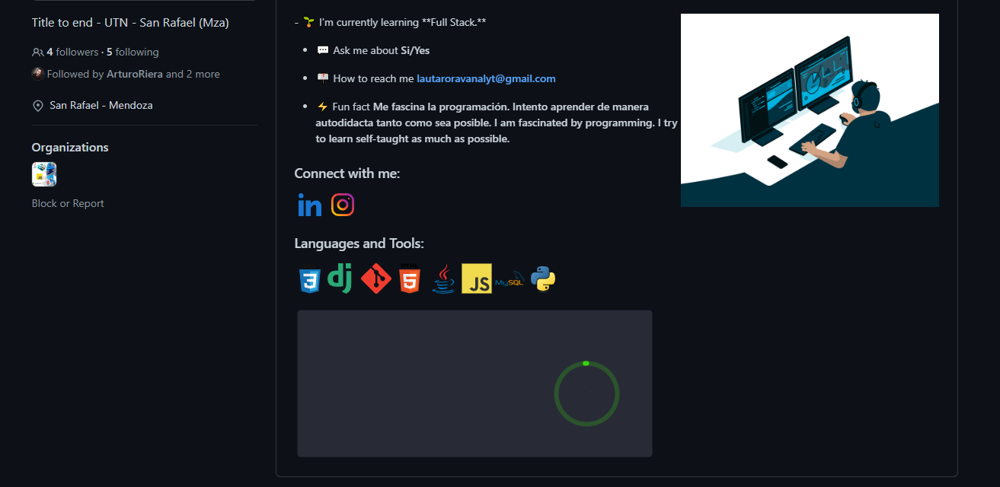 Title to end - UTN - San Rafael (Mza)
4 followers · 5 following
Followed by ArturoRiera and 2 more
San Rafael - Mendoza
Organizations
Block or Report
- 🌱 I’m currently learning **Full Stack.**
• 💬 Ask me about Si/Yes
• 📫 How to reach me lautaroravanalyt@gmail.com
• ⚡ Fun fact Me fascina la programación. Intento aprender de manera
autodidacta tanto como sea posible. I am fascinated by programming. I try
to learn self-taught as much as possible.
Connect with me:
in
Languages and Tools:
3 dj HTML 5 JS MySQL